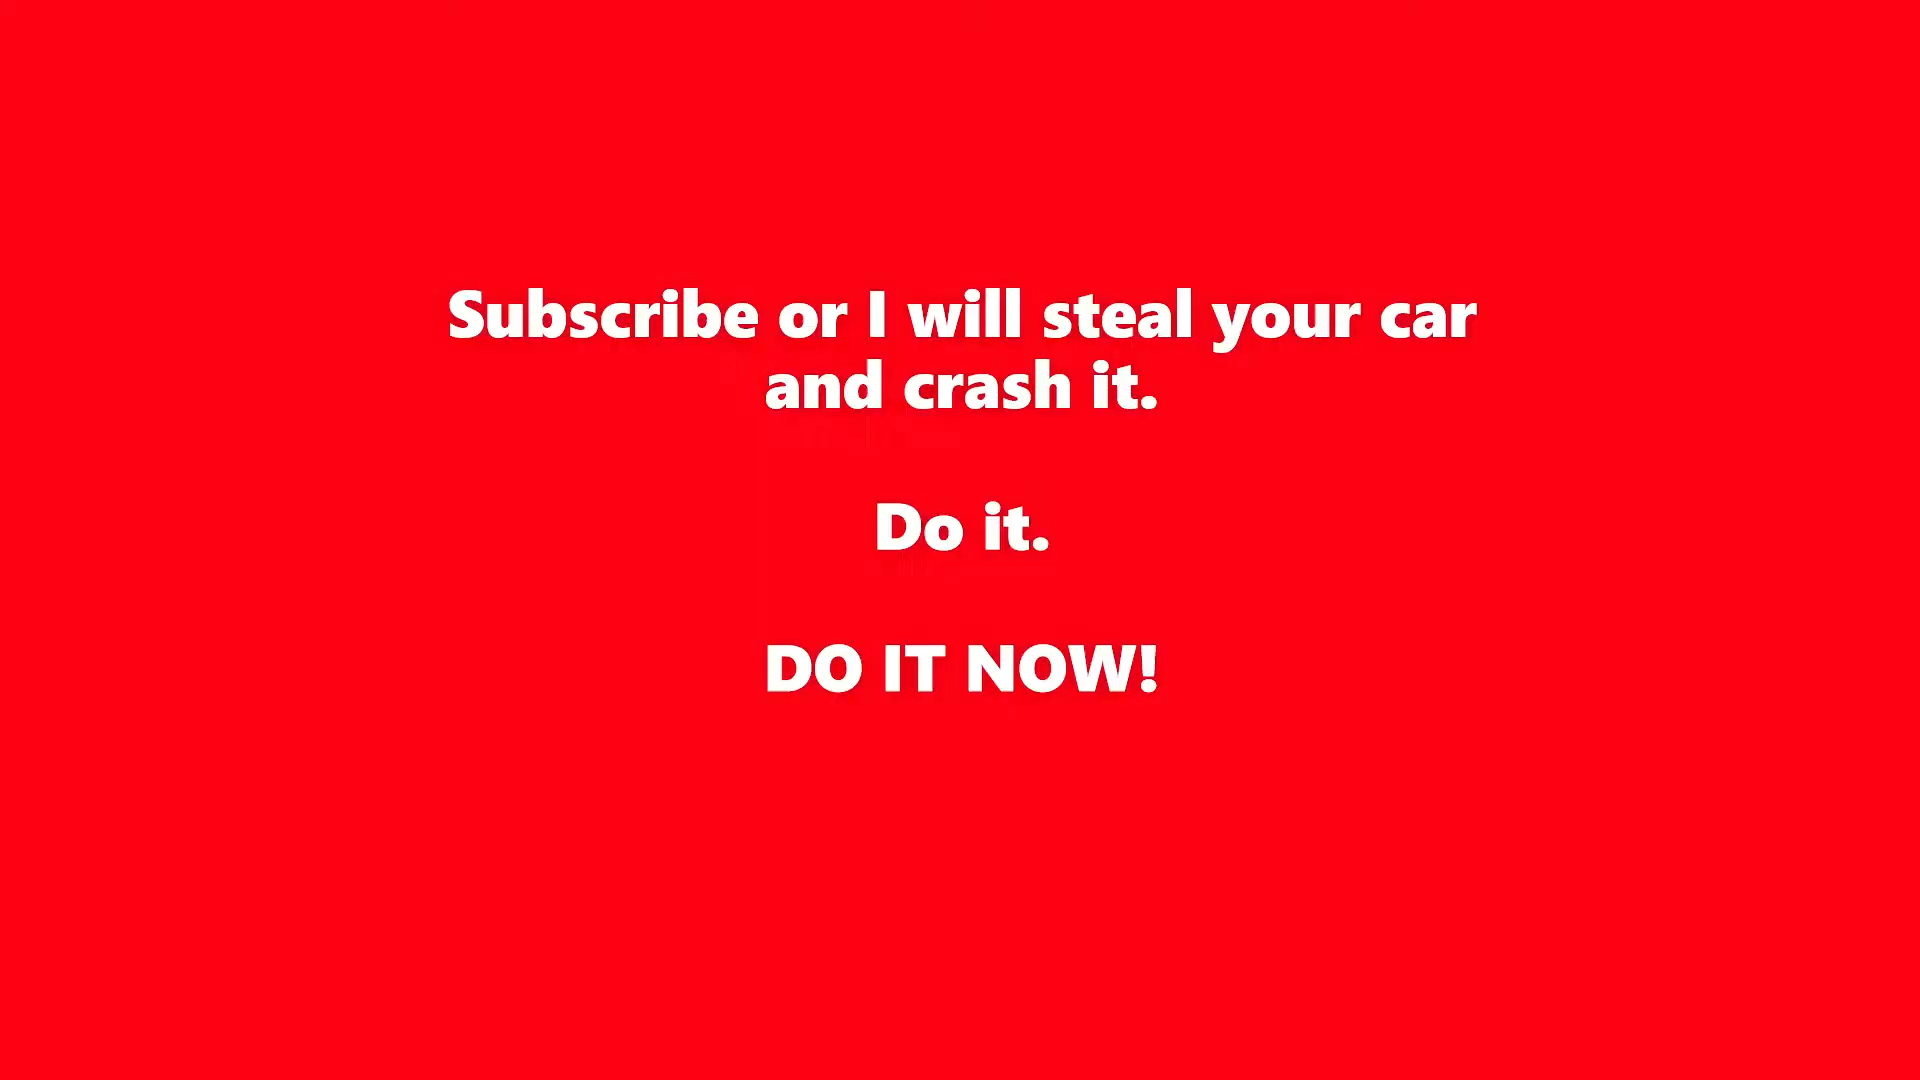 Subscribe or I will steal your car
and crash it.
Do it.
DO IT NOW!